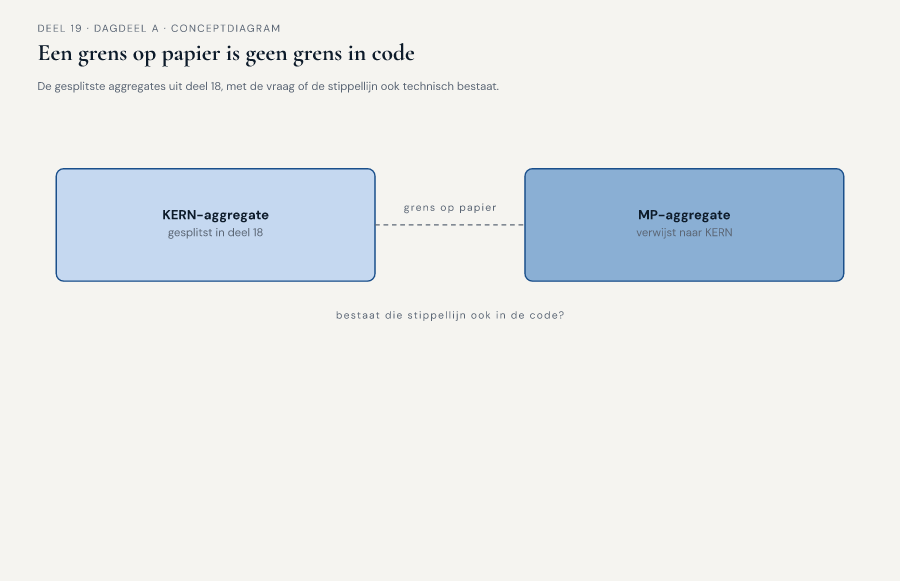 DEEL 19 · DAGDEEL A · CONCEPTDIAGRAM
Een grens op papier is geen grens in code
De gesplitste aggregates uit deel 18, met de vraag of de stippellijn ook technisch bestaat.
grens op papier
KERN-aggregate
gesplitst in deel 18
MP-aggregate
verwijst naar KERN
bestaat die stippellijn ook in de code?